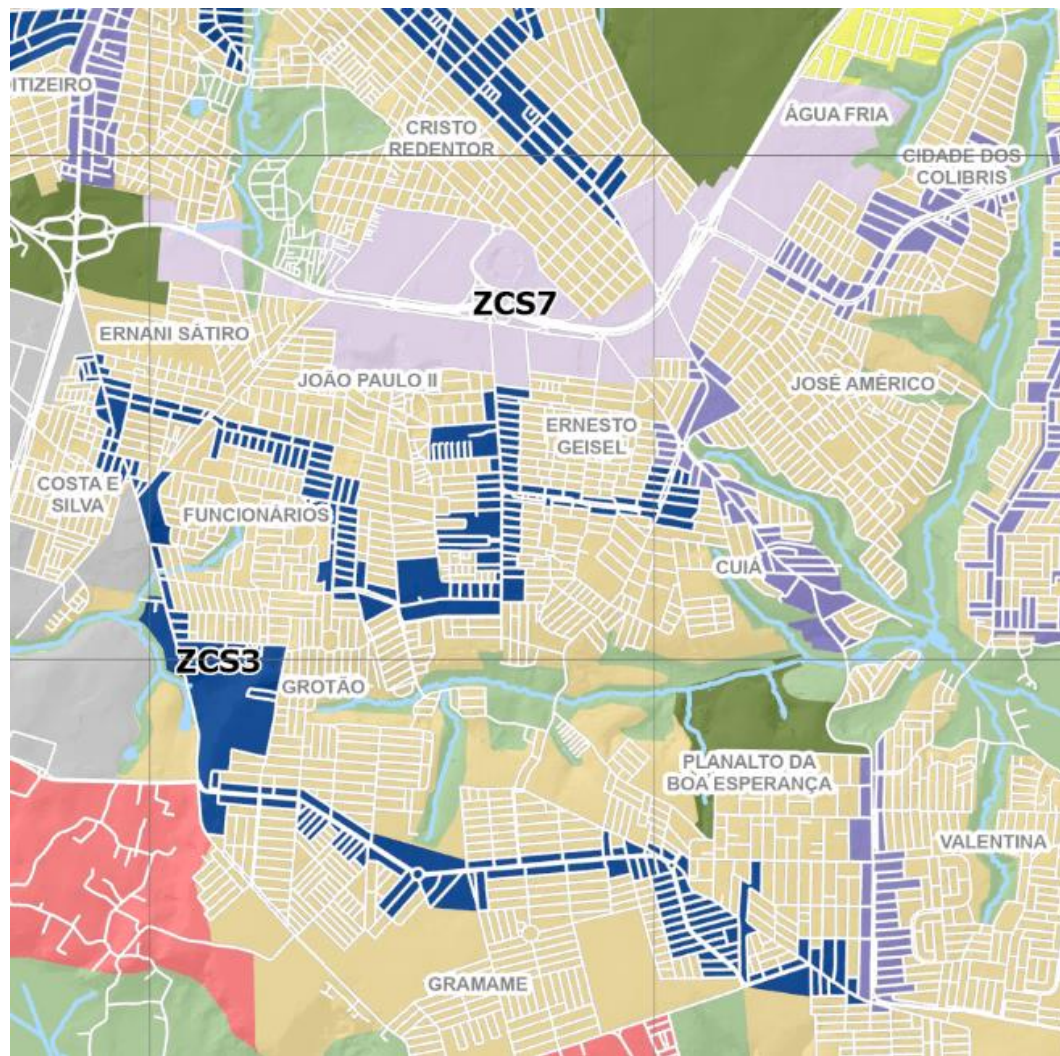 OITIZEIRO
CRISTO
REDENTOR
ÁGUA FRIA
CIDADE DOS
COLIBRIS
ZCS7
ERNANI SÁTIRO
JOÃO PAULO II
JOSÉ AMÉRICO
ERNESTO
GEISEL
COSTA E
SILVA
FUNCIONÁRIOS
CUIÁ
ZCS3
GROTÃO
PLANALTO DA
BOA ESPERANÇA
VALENTINA
GRAMAME